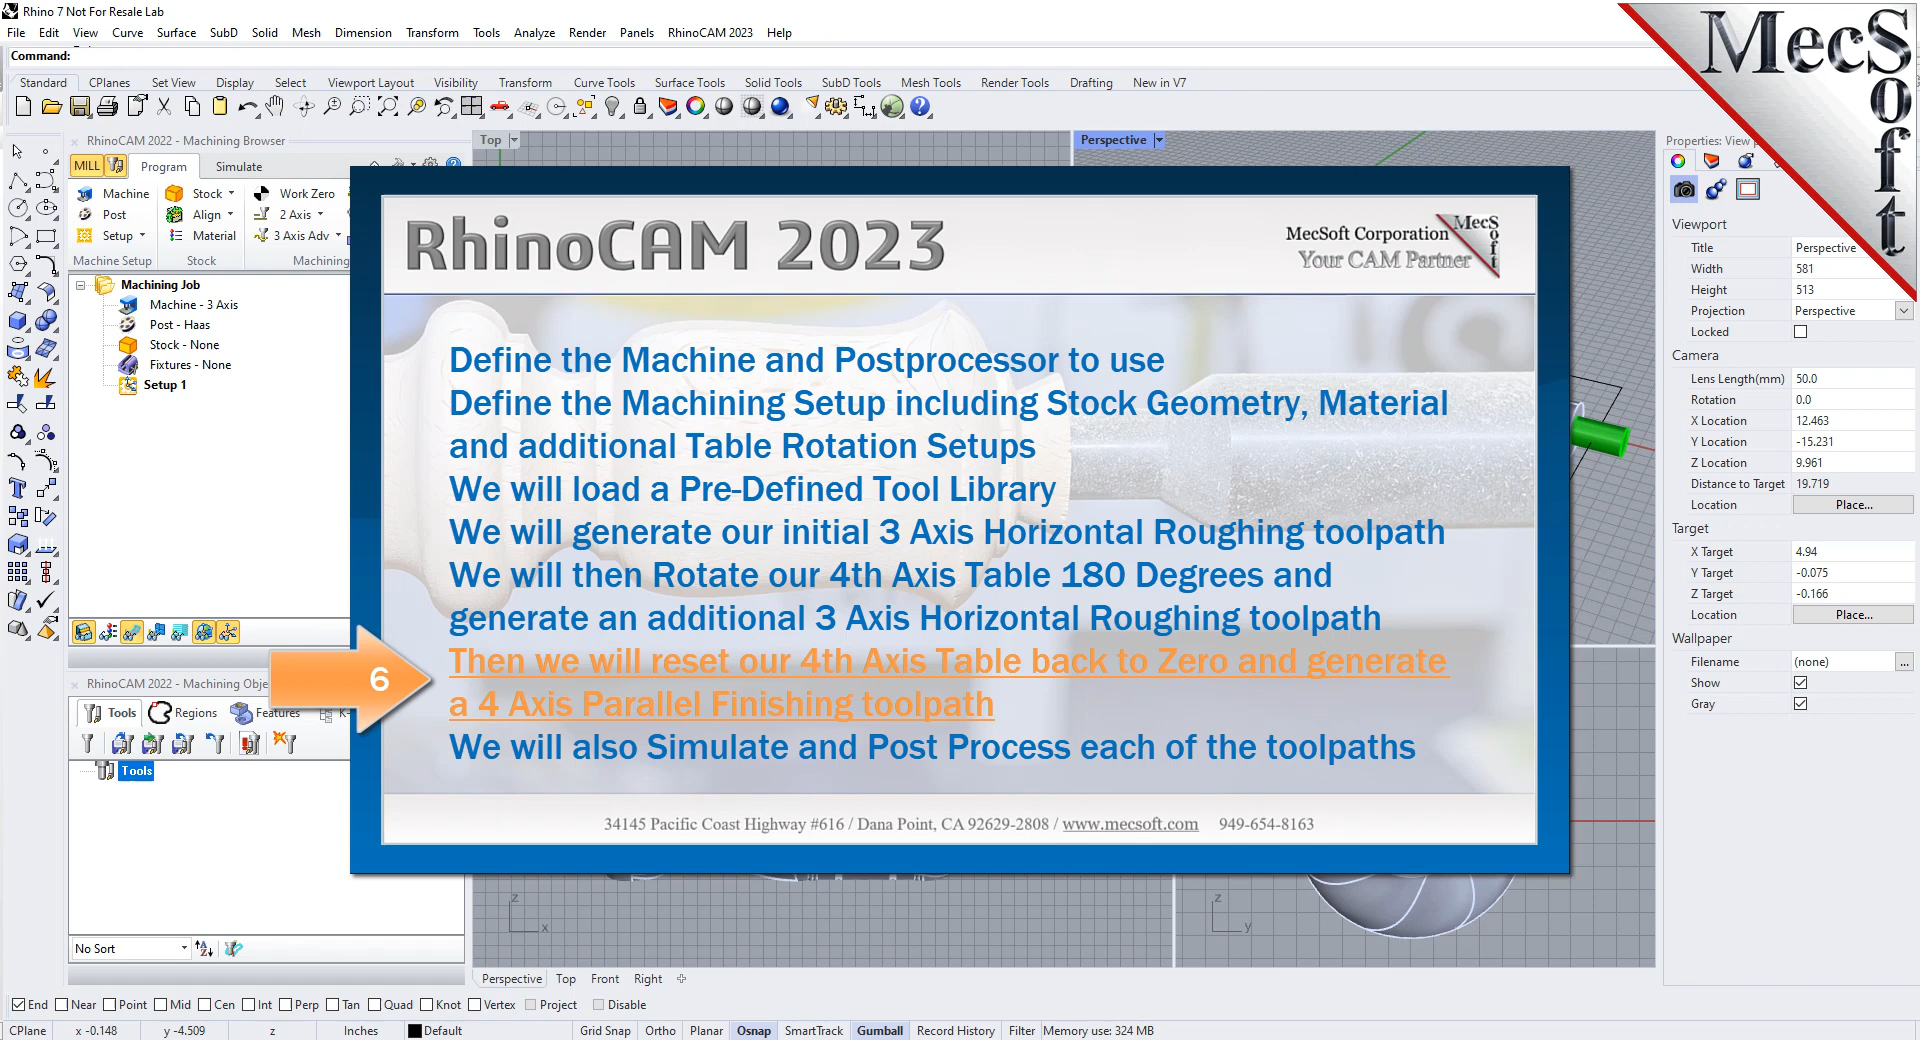 Rhino 7 Not For Resale Lab
File Edit View Curve Surface SubD Solid Mesh Dimension Transform Tools Analyze Render Panels RhinoCAM 2023 Help
Command:
Standard CPlanes Set View Display Select Viewport Layout Visibility Transform Curve Tools Surface Tools Solid Tools SubD Tools Mesh Tools Render Tools Drafting New in V7
MecSoft
RhinoCAM 2022 - Machining Browser
MILL Program Simulate
Machine Stock Work Zero
Post Align 2 Axis
Setup Material 3 Axis Adv
Machine Setup Stock Machining
Machining Job
Machine - 3 Axis
Post - Haas
Stock - None
Fixtures - None
Setup 1
Top
Perspective
RhinoCAM 2023
MecSoft Corporation
Your CAM Partner
MecSoft
Define the Machine and Postprocessor to use
Define the Machining Setup including Stock Geometry, Material
and additional Table Rotation Setups
We will load a Pre-Defined Tool Library
We will generate our initial 3 Axis Horizontal Roughing toolpath
We will then Rotate our 4th Axis Table 180 Degrees and
generate an additional 3 Axis Horizontal Roughing toolpath
6
Then we will reset our 4th Axis Table back to Zero and generate
a 4 Axis Parallel Finishing toolpath
We will also Simulate and Post Process each of the toolpaths
34145 Pacific Coast Highway #616 / Dana Point, CA 92629-2808 / www.mecsoft.com 949-654-8163
RhinoCAM 2022 - Machining Obje
Tools Regions Features K-
Tools
No Sort
z
x
z
y
Properties: View
Viewport
Title Perspective
Width 581
Height 513
Projection Perspective
Locked
Camera
Lens Length(mm) 50.0
Rotation 0.0
X Location 12.463
Y Location -15.231
Z Location 9.961
Distance to Target 19.719
Location Place...
Target
X Target 4.94
Y Target -0.075
Z Target -0.166
Location Place...
Wallpaper
Filename (none) ...
Show
Gray
Perspective Top Front Right
End Near Point Mid Cen Int Perp Tan Quad Knot Vertex Project Disable
CPlane x -0.148 y -4.509 z Inches Default Grid Snap Ortho Planar Osnap SmartTrack Gumball Record History Filter Memory use: 324 MB